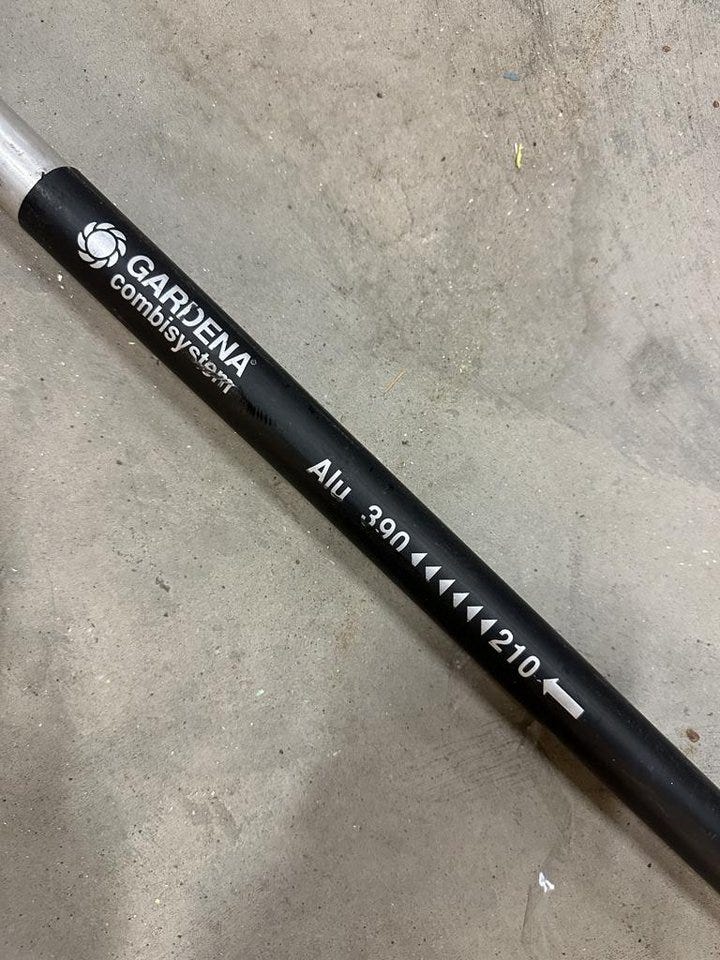 GARDENA®
combisystem
Alu 390 210